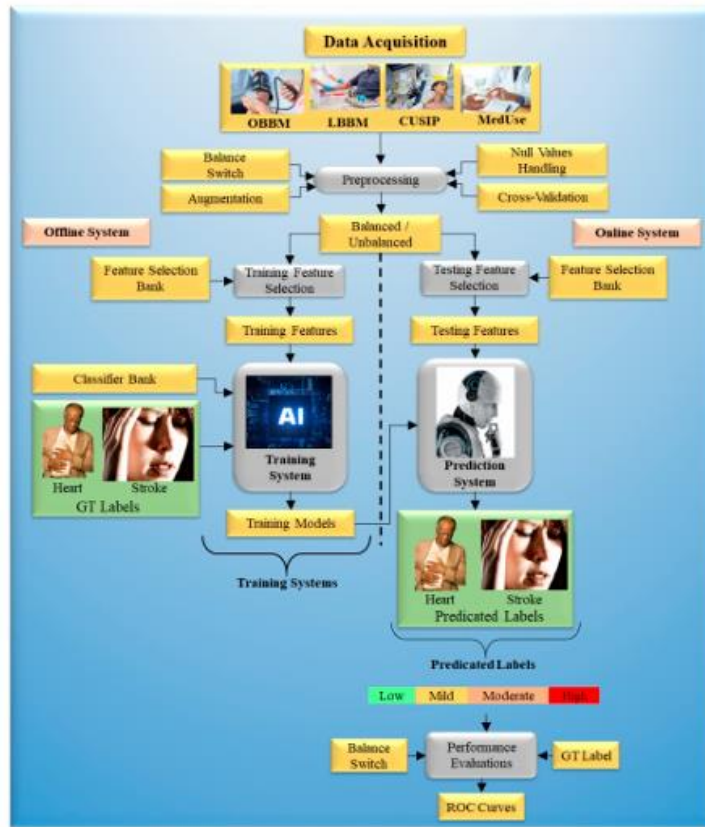 Data Acquisition
OBBM
LBBM
CUSIP
MedUse
Balance
Switch
Null Values
Handling
Preprocessing
Augmentation
Cross-Validation
Offline System
Balanced /
Unbalanced
Online System
Feature Selection
Bank
Training Feature
Selection
Testing Feature
Selection
Feature Selection
Bank
Training Features
Testing Features
Classifier Bank
AI
Training
System
Prediction
System
Heart
Stroke
GT Labels
Training Models
Training Systems
Heart
Stroke
Predicated Labels
Predicated Labels
Low
Mild
Moderate
High
Balance
Switch
Performance
Evaluations
GT Label
ROC Curves